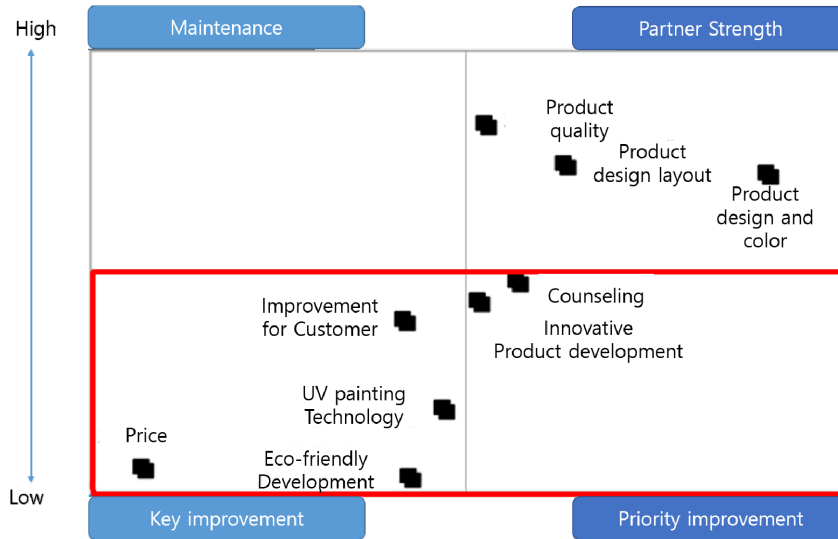 High
Maintenance
Partner Strength
Product
quality
Product
design layout
Product
design and
color
Improvement
for Customer
Counseling
Innovative
Product development
UV painting
Technology
Price
Eco-friendly
Development
Low
Key improvement
Priority improvement